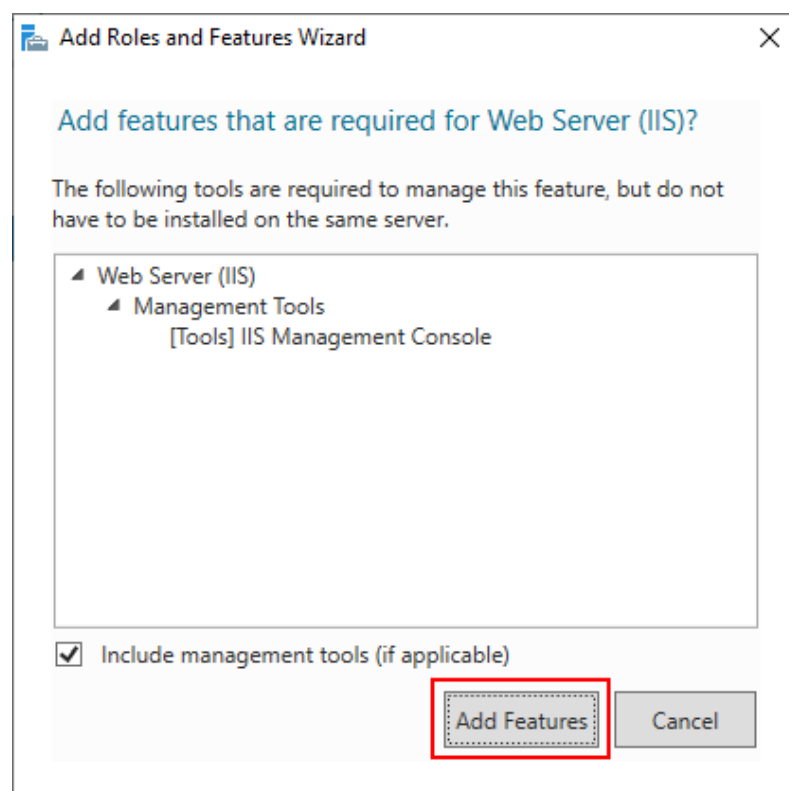 Add Roles and Features Wizard
Add features that are required for Web Server (IIS)?
The following tools are required to manage this feature, but do not
have to be installed on the same server.
Web Server (IIS)
Management Tools
[Tools] IIS Management Console
Include management tools (if applicable)
Add Features
Cancel